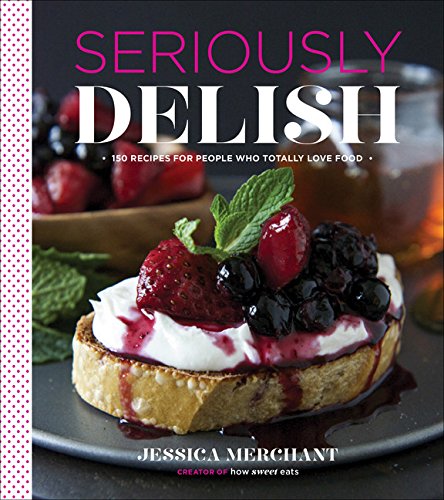 SERIOUSLY
DELISH
• 150 RECIPES FOR PEOPLE WHO TOTALLY LOVE FOOD •
JESSICA MERCHANT
CREATOR OF how sweet eats